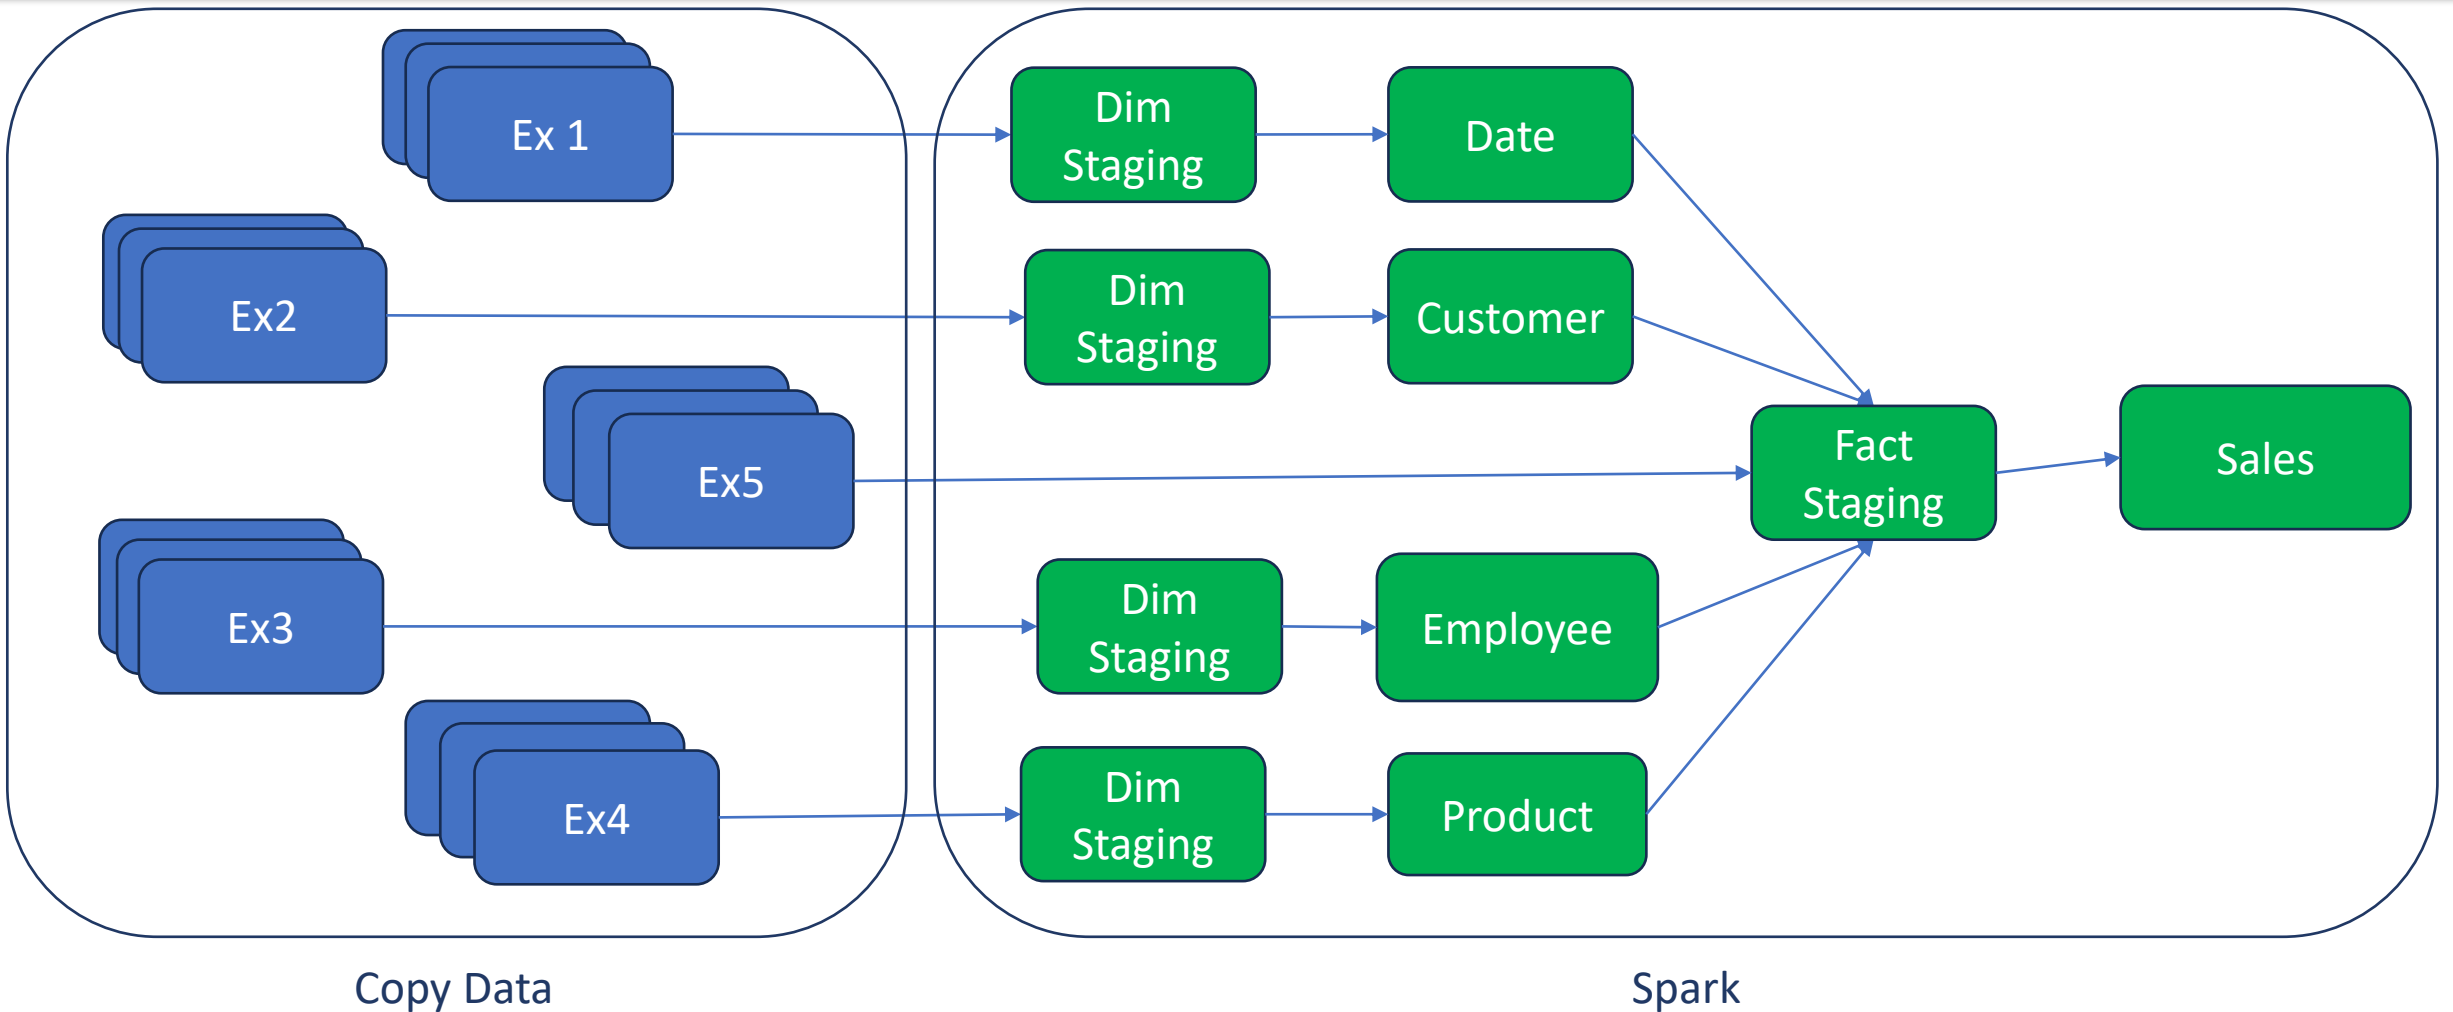 Ex 1
Dim
Staging
Date
Ex2
Dim
Staging
Customer
Ex5
Fact
Staging
Sales
Ex3
Dim
Staging
Employee
Ex4
Dim
Staging
Product
Copy Data
Spark